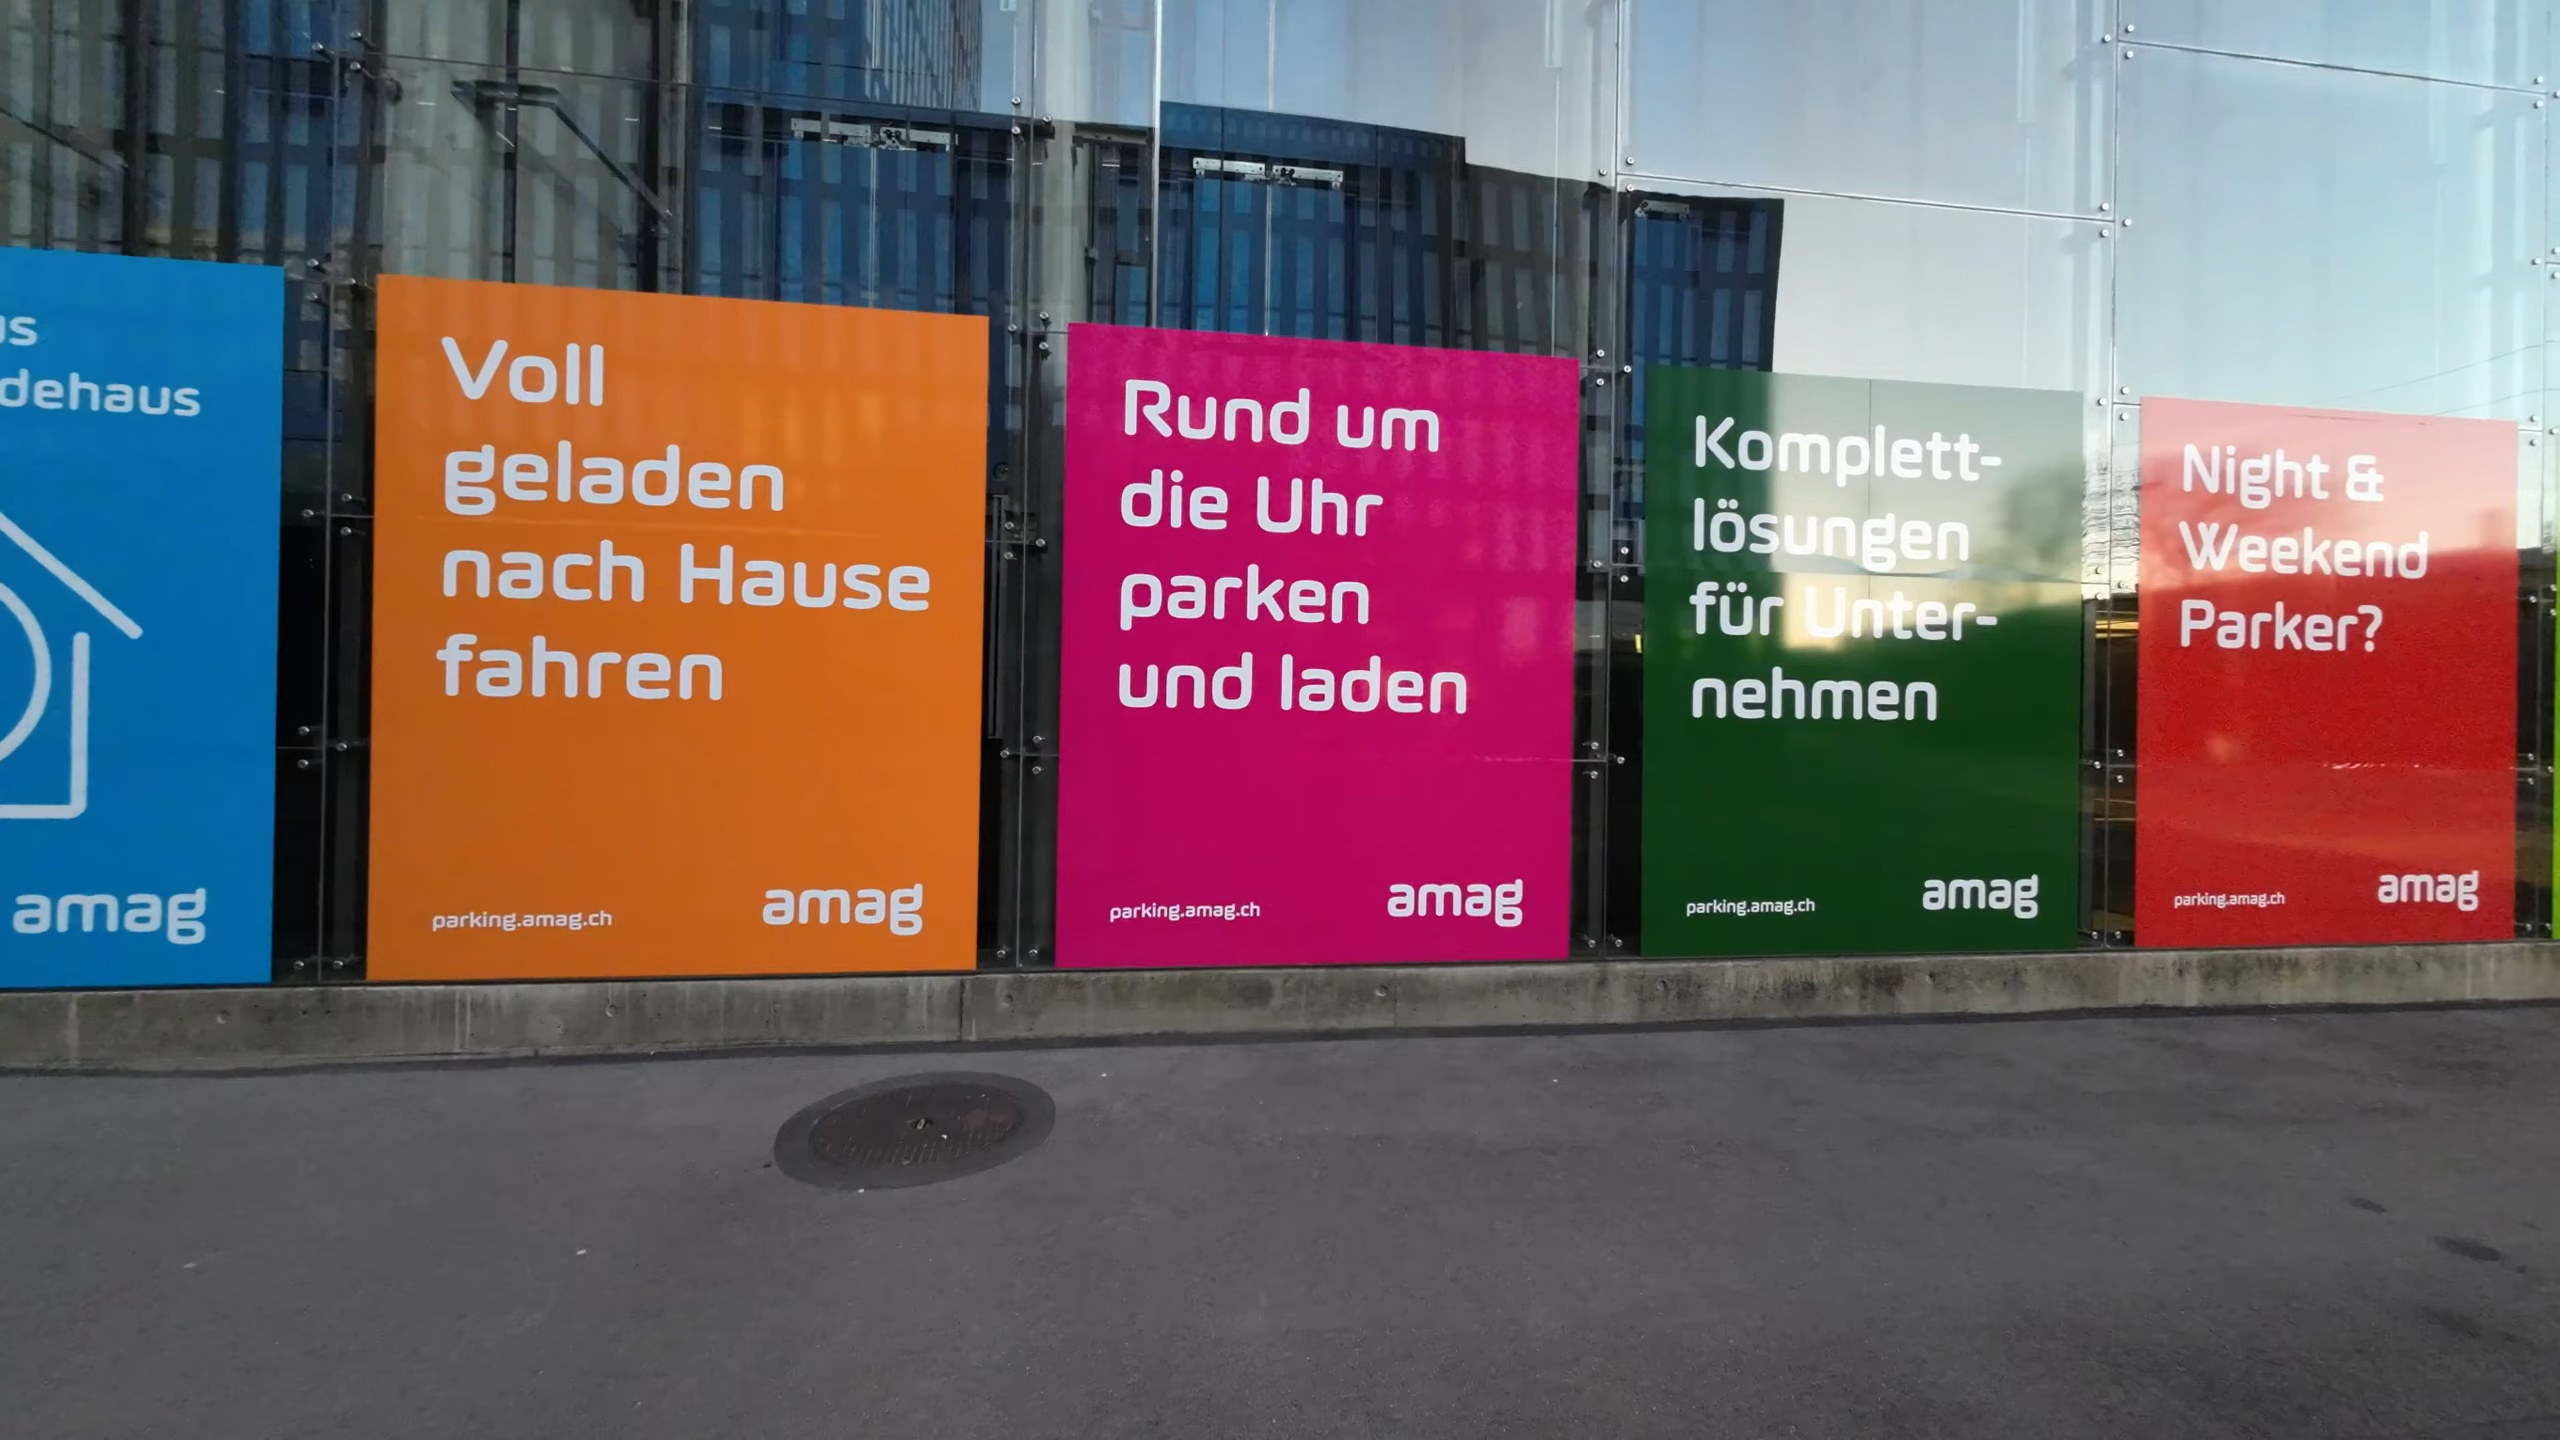 dehaus
amag
Voll
geladen
nach Hause
fahren
parking.amag.ch
amag
Rund um
die Uhr
parken
und laden
parking.amag.ch
amag
Komplett-
lösungen
für Unter-
nehmen
parking.amag.ch
amag
Night &
Weekend
Parker?
parking.amag.ch
amag